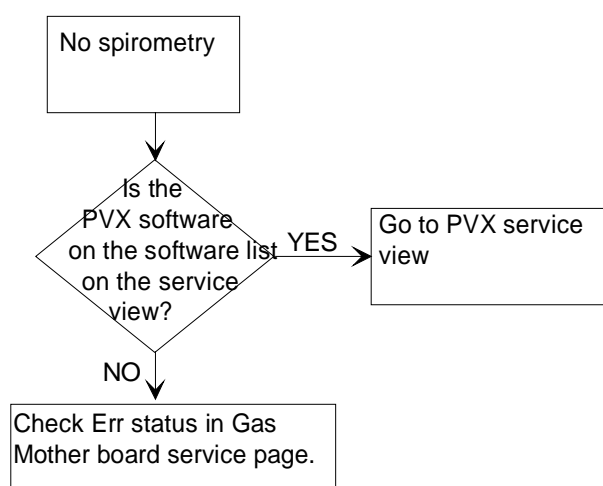 No spirometry
Is the
PVX software
on the software list
on the service
view?
YES
Go to PVX service
view
NO
Check Err status in Gas
Mother board service page.